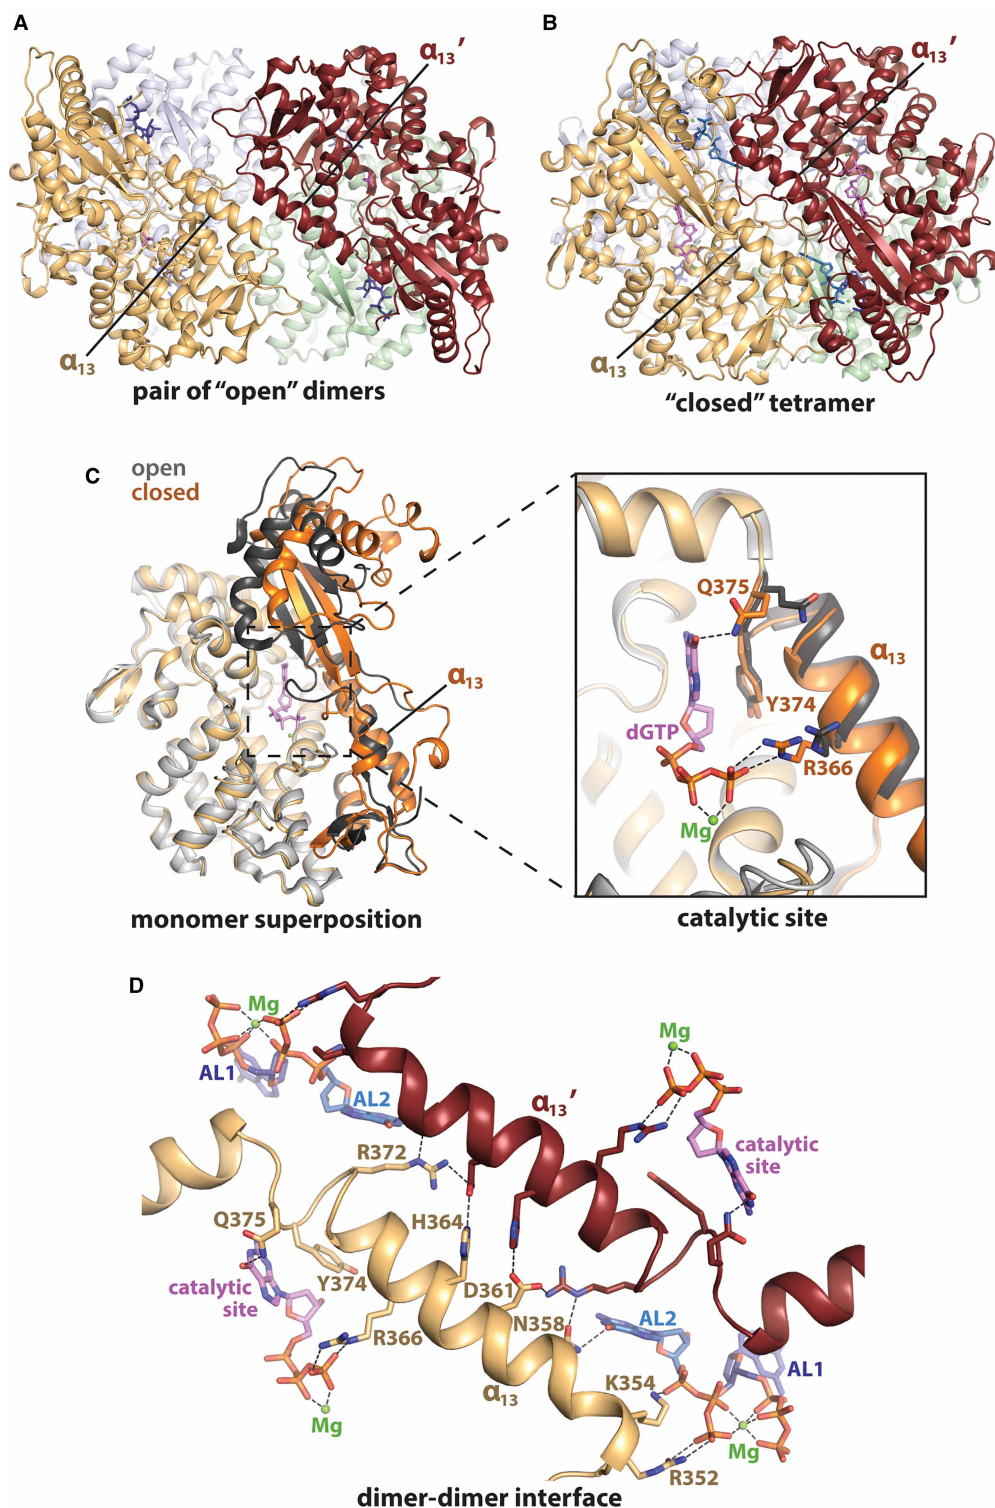 A
α13'
α13
pair of “open” dimers
B
α13'
α13
“closed” tetramer
C
open
closed
α13
monomer superposition
Q375
α13
Y374
dGTP
R366
Mg
catalytic site
D
Mg
AL1
AL2
α13'
Mg
catalytic
site
R372
Q375
H364
catalytic
site
Y374
D361
R366
N358
AL2
α13
K354
AL1
Mg
Mg
R352
dimer-dimer interface